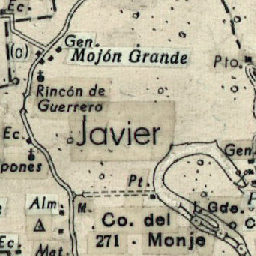 Ec.
Gen.
(a)
Mojón Grande
Pto.
Rincón de
Guerrero
Javier
Ec.
Gen.
pones
Pt.
Alm.
M.
L. Gde.
Co. del
271 - Monje
Ec.
Mat.